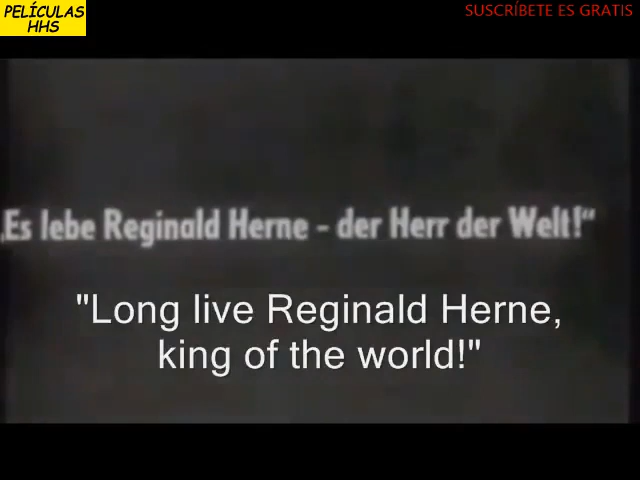 PELÍCULAS
HHS
SUSCRÍBETE ES GRATIS
„Es lebe Reginald Herne - der Herr der Welt!“
"Long live Reginald Herne,
king of the world!"